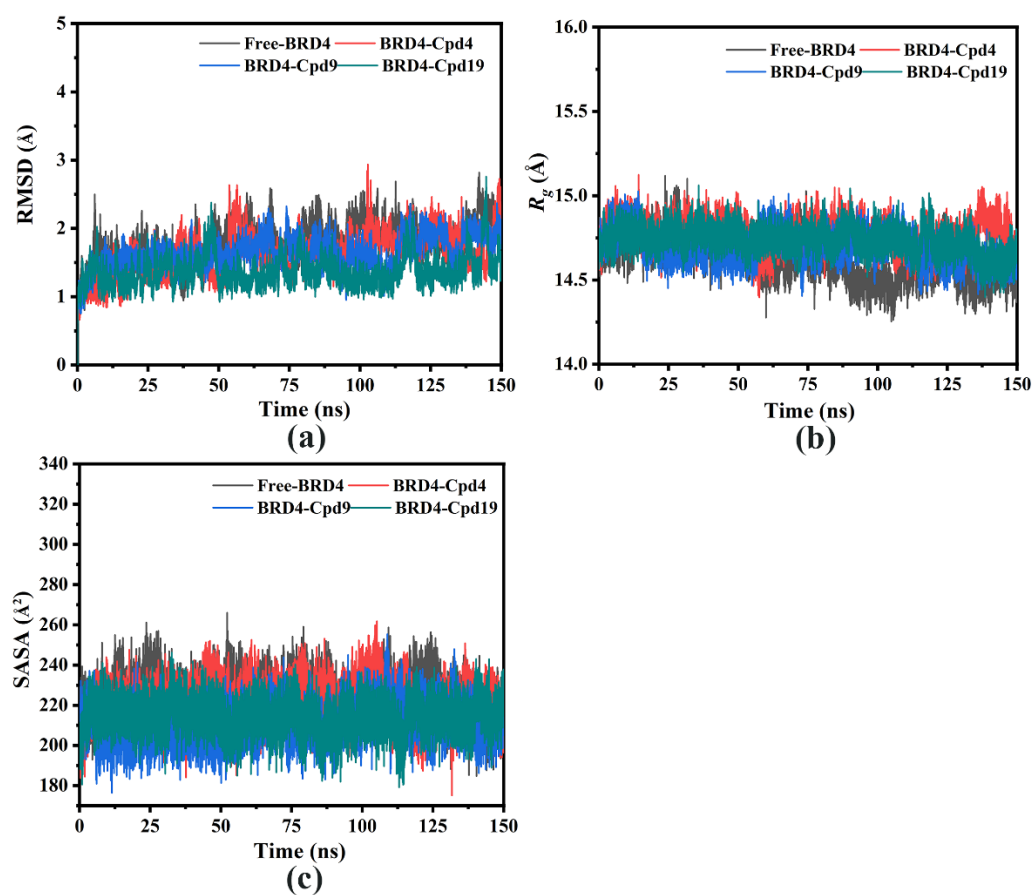 5
4
3
2
1
0
RMSD (Å)
Free-BRD4 BRD4-Cpd4
BRD4-Cpd9 BRD4-Cpd19
0 25 50 75 100 125 150
Time (ns)
(a)
16.0
15.5
15.0
14.5
14.0
Rg (Å)
Free-BRD4 BRD4-Cpd4
BRD4-Cpd9 BRD4-Cpd19
0 25 50 75 100 125 150
Time (ns)
(b)
340
320
300
280
260
240
220
200
180
SASA (Å²)
Free-BRD4 BRD4-Cpd4
BRD4-Cpd9 BRD4-Cpd19
0 25 50 75 100 125 150
Time (ns)
(c)